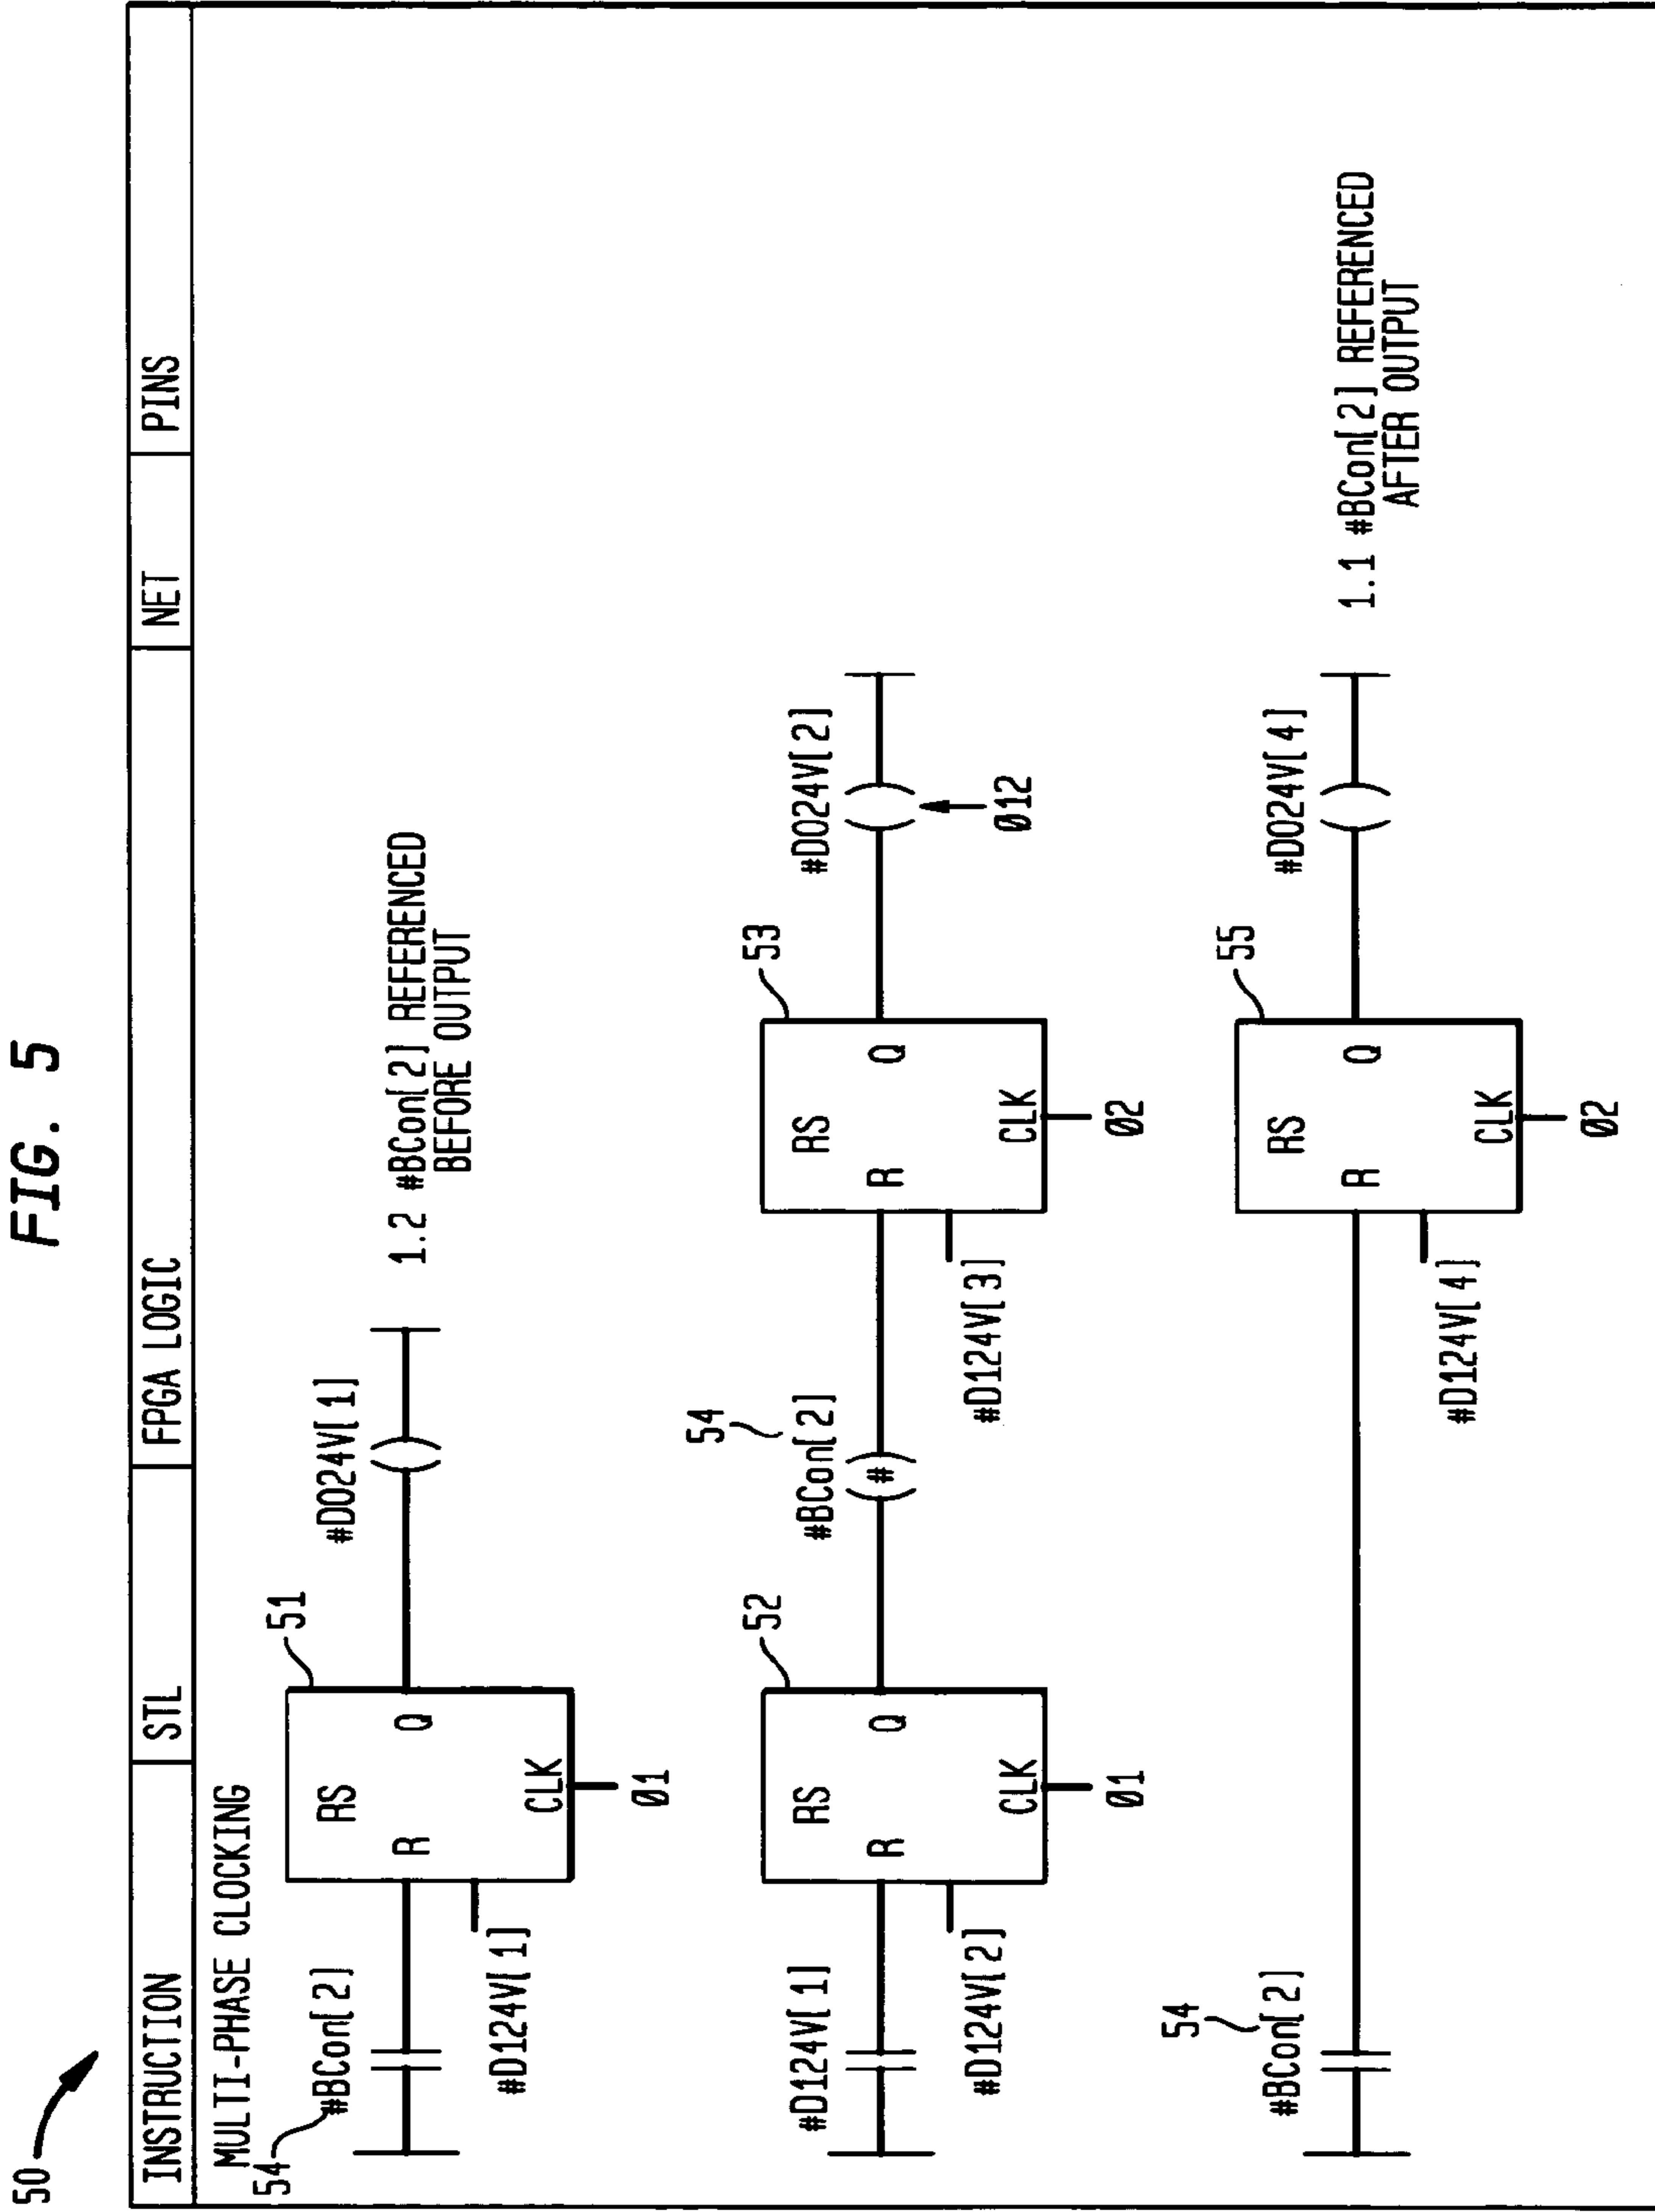 FIG. 5
50
INSTRUCTION STL FPGA LOGIC NET PINS
MULTI-PHASE CLOCKING
54
#BCon[2]
51
RS
R Q
CLK
Ø1
#D124V[1]
#DO24V[1]
1.2 #BCon[2] REFERENCED
BEFORE OUTPUT
#D124V[1]
52
RS
R Q
CLK
Ø1
#D124V[2]
54
#BCon[2]
(#)
53
RS
R Q
CLK
Ø2
#D124V[3]
#DO24V[2]
Ø12
54
#BCon[2]
55
RS
R Q
CLK
Ø2
#D124V[4]
#DO24V[4]
1.1 #BCon[2] REFERENCED
AFTER OUTPUT